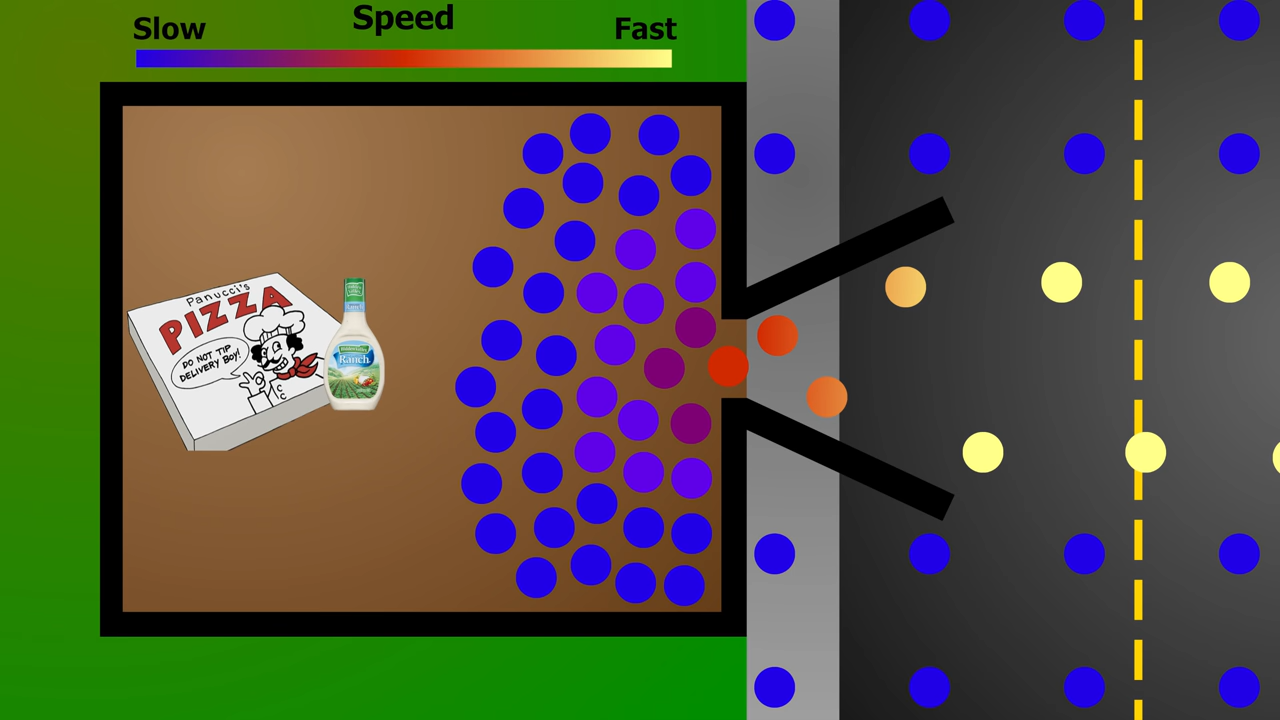 Speed
Slow
Fast
Panucci's
PIZZA
DO NOT TIP
DELIVERY BOY!
Ranch